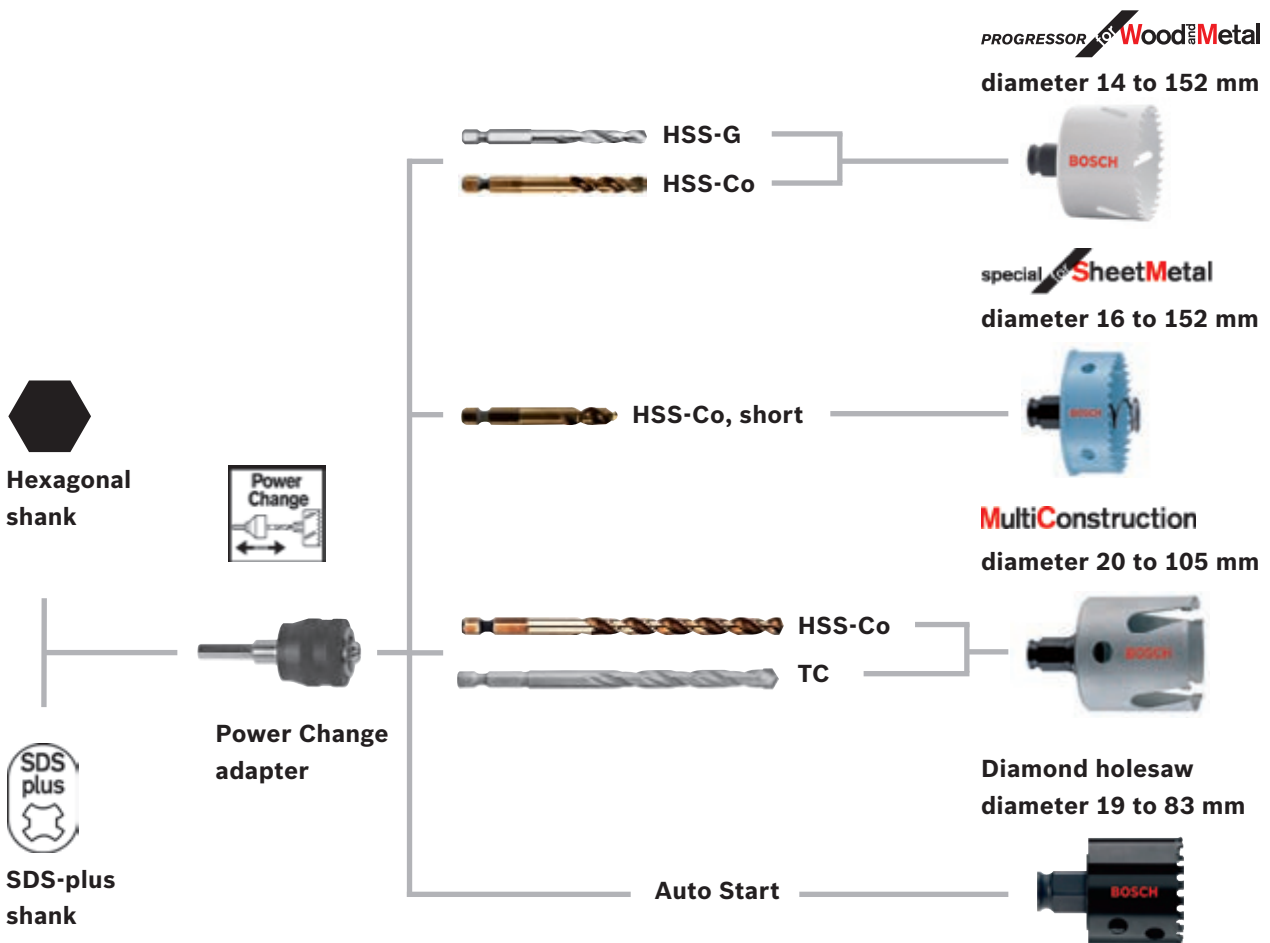 PROGRESSOR for Wood and Metal
diameter 14 to 152 mm
HSS-G
HSS-Co
BOSCH
special for SheetMetal
diameter 16 to 152 mm
HSS-Co, short
BOSCH
Hexagonal
shank
Power
Change
MultiConstruction
diameter 20 to 105 mm
HSS-Co
TC
BOSCH
Power Change
adapter
SDS
plus
SDS-plus
shank
Diamond holesaw
diameter 19 to 83 mm
Auto Start
BOSCH